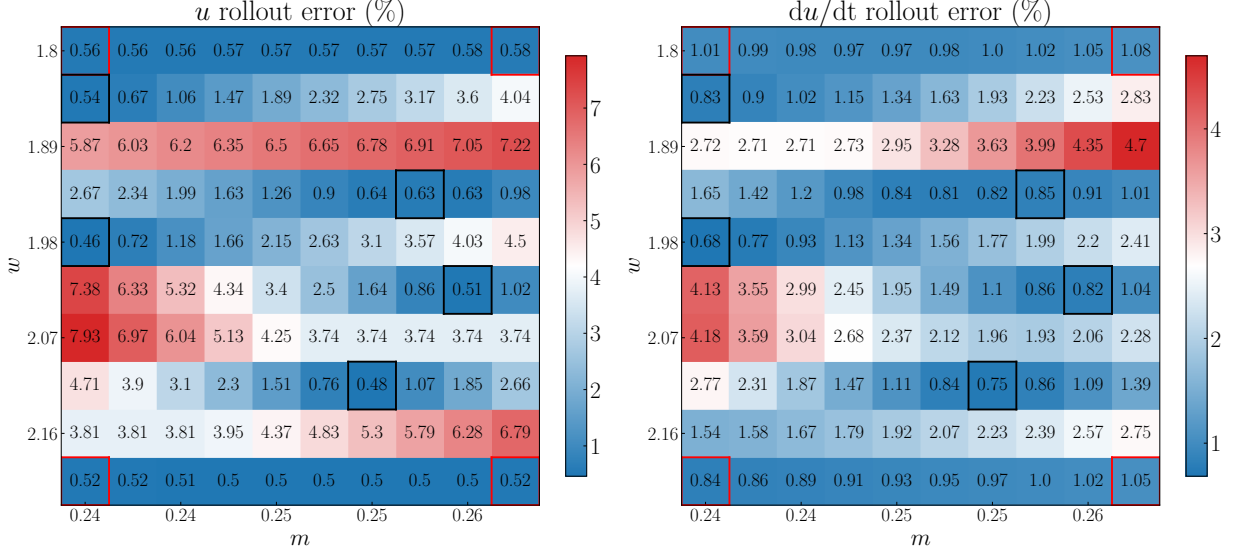 u rollout error (%)
1.8 0.56 0.56 0.56 0.57 0.57 0.57 0.57 0.57 0.58 0.58
0.54 0.67 1.06 1.47 1.89 2.32 2.75 3.17 3.6 4.04
1.89 5.87 6.03 6.2 6.35 6.5 6.65 6.78 6.91 7.05 7.22
2.67 2.34 1.99 1.63 1.26 0.9 0.64 0.63 0.63 0.98
1.98 0.46 0.72 1.18 1.66 2.15 2.63 3.1 3.57 4.03 4.5
7.38 6.33 5.32 4.34 3.4 2.5 1.64 0.86 0.51 1.02
2.07 7.93 6.97 6.04 5.13 4.25 3.74 3.74 3.74 3.74 3.74
4.71 3.9 3.1 2.3 1.51 0.76 0.48 1.07 1.85 2.66
2.16 3.81 3.81 3.81 3.95 4.37 4.83 5.3 5.79 6.28 6.79
0.52 0.52 0.51 0.5 0.5 0.5 0.5 0.5 0.5 0.52
0.24 0.24 0.25 0.25 0.26
w
m
7
6
5
4
3
2
1
du/dt rollout error (%)
1.8 1.01 0.99 0.98 0.97 0.97 0.98 1.0 1.02 1.05 1.08
0.83 0.9 1.02 1.15 1.34 1.63 1.93 2.23 2.53 2.83
1.89 2.72 2.71 2.71 2.73 2.95 3.28 3.63 3.99 4.35 4.7
1.65 1.42 1.2 0.98 0.84 0.81 0.82 0.85 0.91 1.01
1.98 0.68 0.77 0.93 1.13 1.34 1.56 1.77 1.99 2.2 2.41
4.13 3.55 2.99 2.45 1.95 1.49 1.1 0.86 0.82 1.04
2.07 4.18 3.59 3.04 2.68 2.37 2.12 1.96 1.93 2.06 2.28
2.77 2.31 1.87 1.47 1.11 0.84 0.75 0.86 1.09 1.39
2.16 1.54 1.58 1.67 1.79 1.92 2.07 2.23 2.39 2.57 2.75
0.84 0.86 0.89 0.91 0.93 0.95 0.97 1.0 1.02 1.05
0.24 0.24 0.25 0.25 0.26
w
m
4
3
2
1